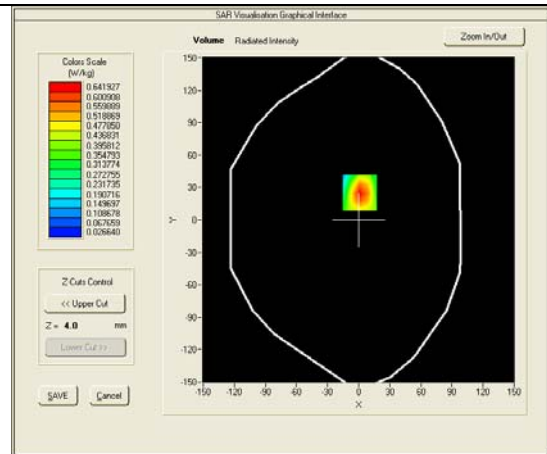 SAR Visualisation Graphical Interface
Volume Radiated Intensity
Zoom In/Out
Colors Scale
(W/kg)
0.641927
0.600908
0.559889
0.518869
0.477850
0.436831
0.395812
0.354793
0.313774
0.272755
0.231735
0.190716
0.149697
0.108678
0.067659
0.026640
Z Cuts Control
<< Upper Cut
Z = 4.0 mm
Lower Cut >>
SAVE
Cancel
150
120
90
60
30
0
-30
-60
-90
-120
-150
Y
-150 -120 -90 -60 -30 0 30 60 90 120 150
X